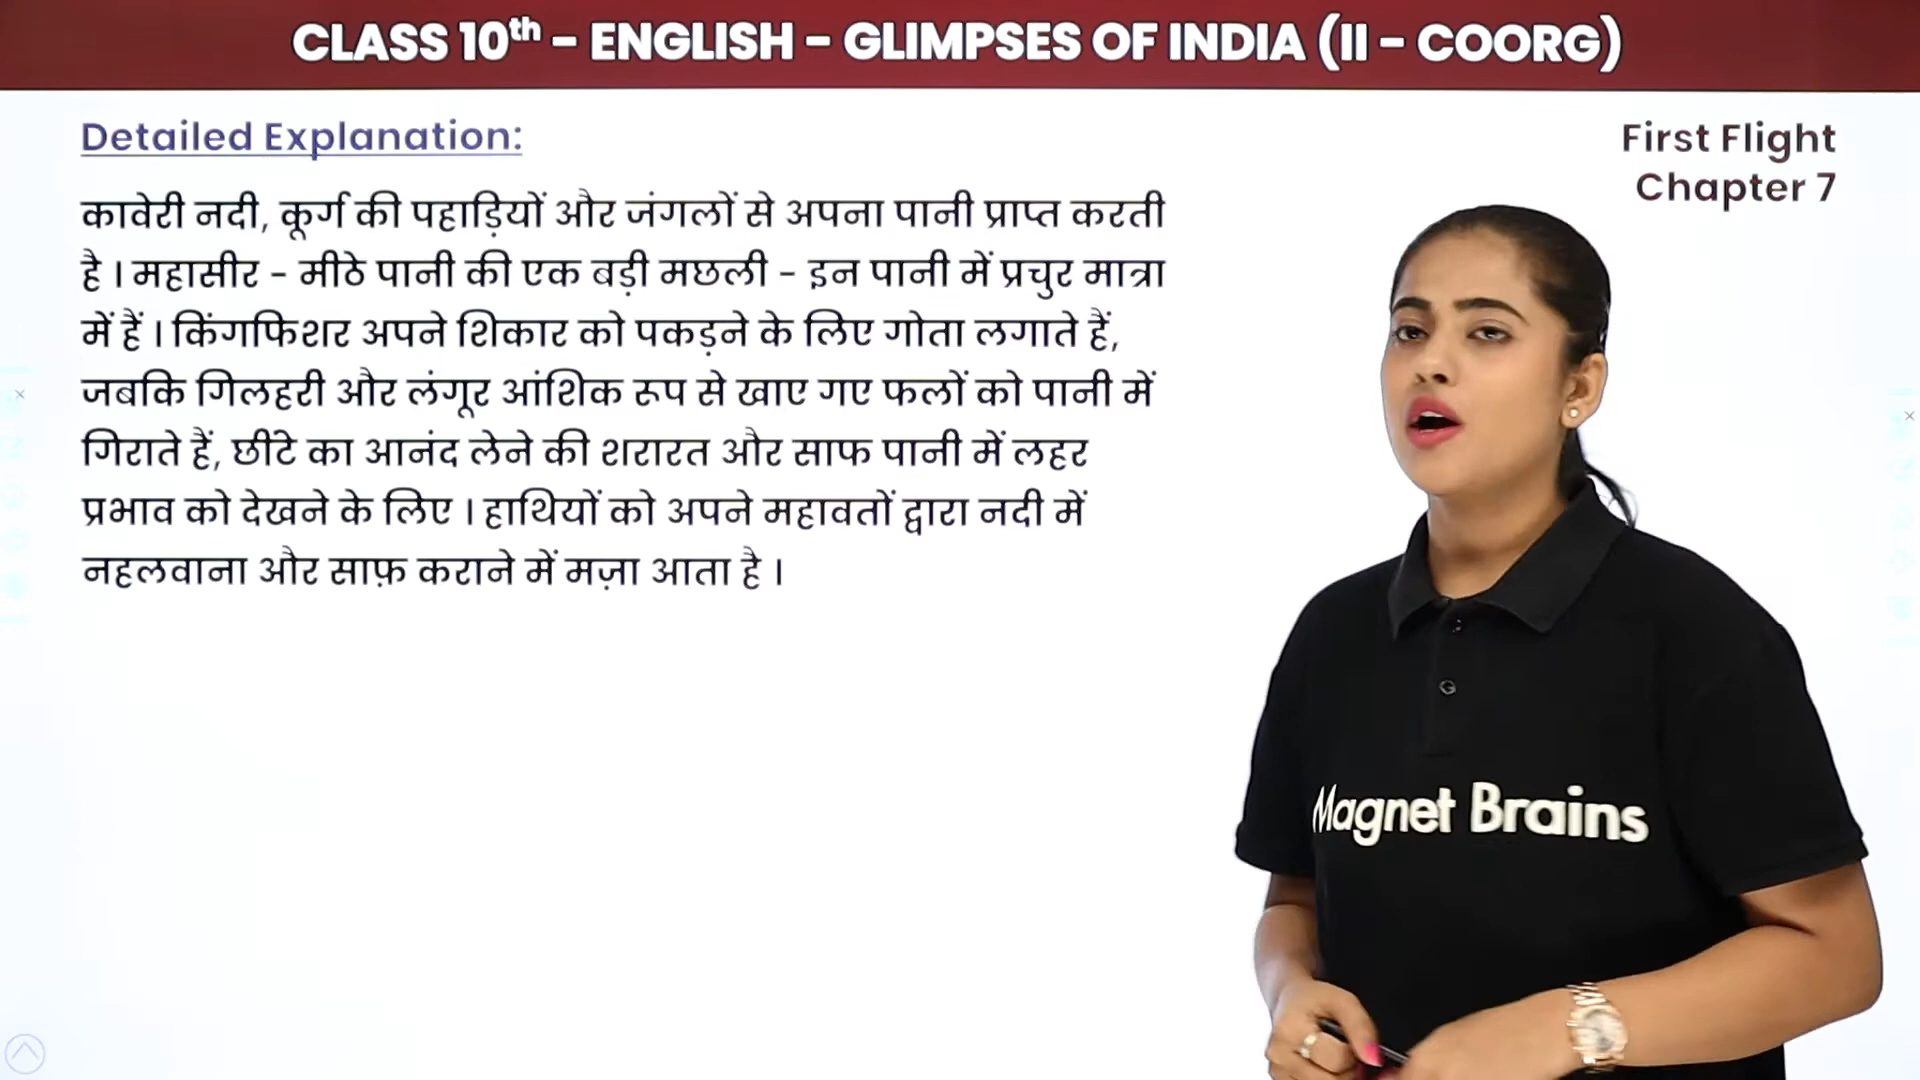 CLASS 10th - ENGLISH - GLIMPSES OF INDIA (II - COORG)
Detailed Explanation:
First Flight
Chapter 7
कावेरी नदी, कूर्ग की पहाड़ियों और जंगलों से अपना पानी प्राप्त करती
है । महासीर - मीठे पानी की एक बड़ी मछली - इन पानी में प्रचुर मात्रा
में हैं । किंगफिशर अपने शिकार को पकड़ने के लिए गोता लगाते हैं,
जबकि गिलहरी और लंगूर आंशिक रूप से खाए गए फलों को पानी में
गिराते हैं, छींटे का आनंद लेने की शरारत और साफ पानी में लहर
प्रभाव को देखने के लिए । हाथियों को अपने महावतों द्वारा नदी में
नहलवाना और साफ़ कराने में मज़ा आता है ।
Magnet Brains